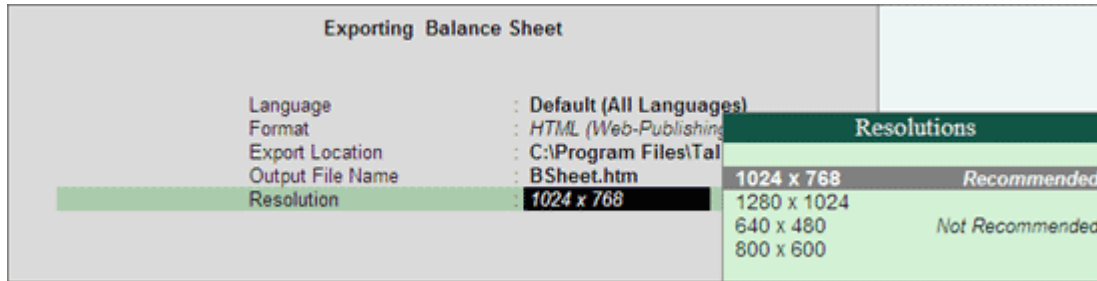 Exporting Balance Sheet
Language : Default (All Languages)
Format : HTML (Web-Publishing
Export Location : C:\Program Files\Tal
Output File Name : BSheet.htm
Resolution : 1024 x 768
Resolutions
1024 x 768 Recommended
1280 x 1024
640 x 480 Not Recommended
800 x 600